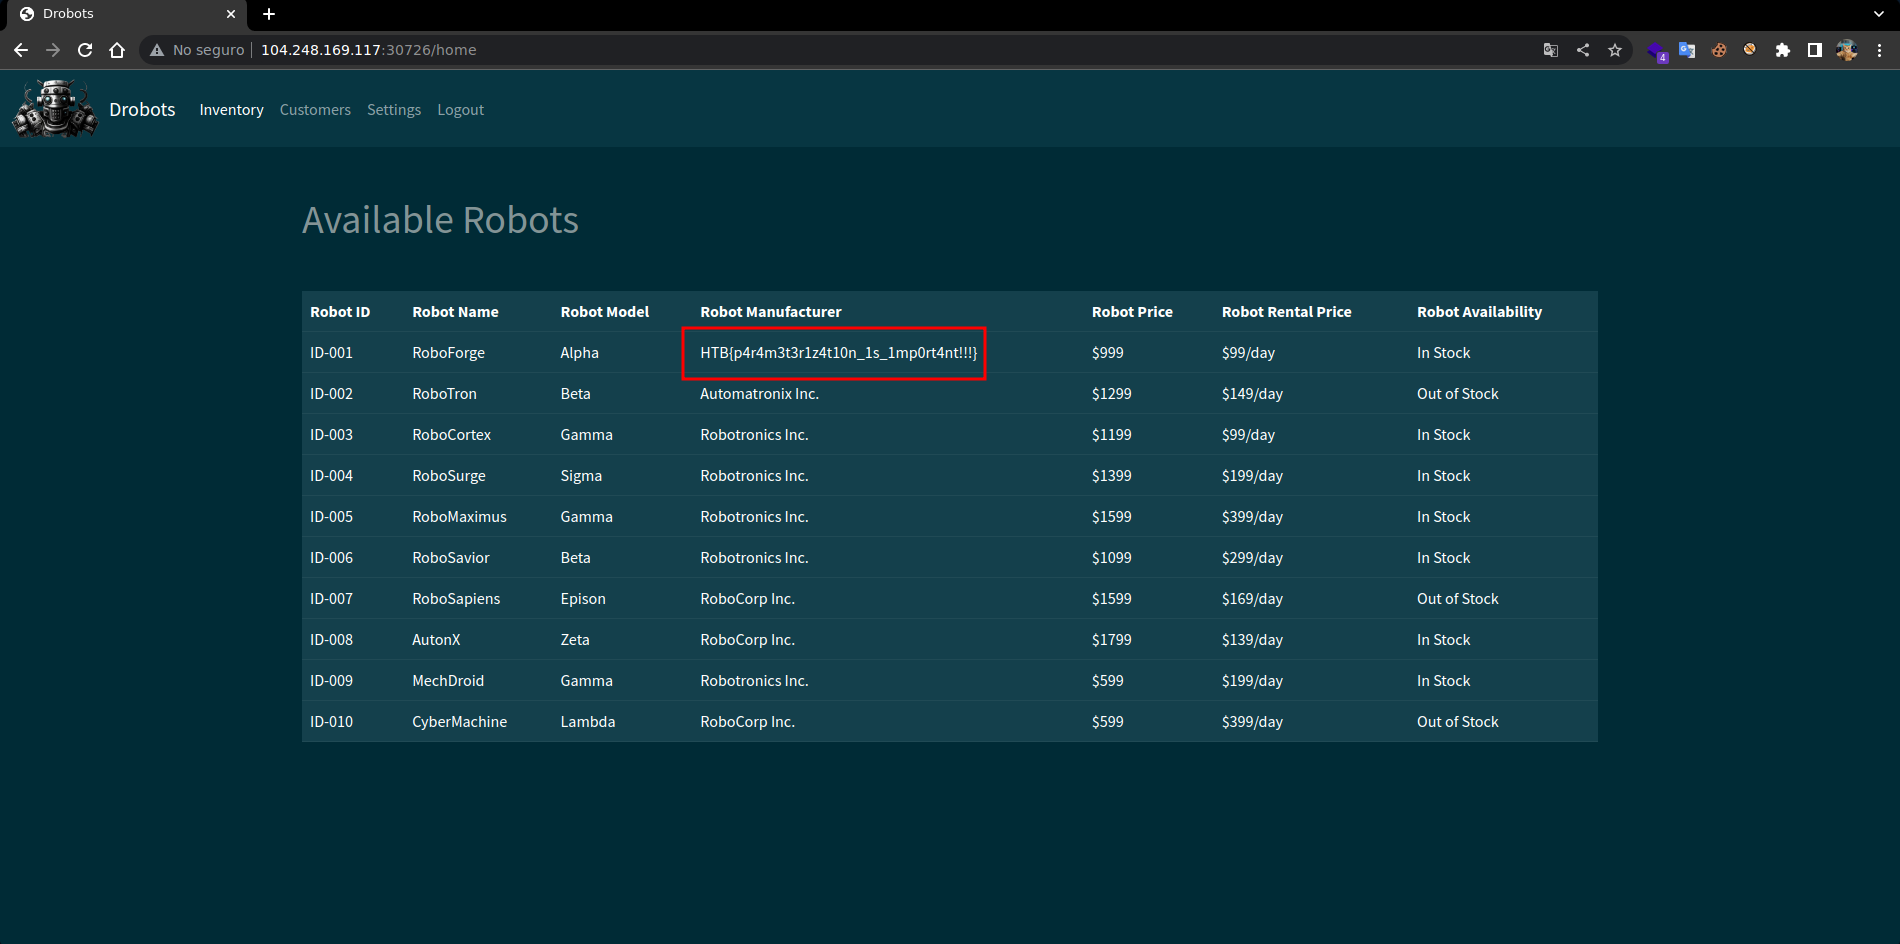 Drobots
No seguro 104.248.169.117:30726/home
4
Drobots Inventory Customers Settings Logout
Available Robots
Robot ID Robot Name Robot Model Robot Manufacturer Robot Price Robot Rental Price Robot Availability
ID-001 RoboForge Alpha HTB{p4r4m3t3r1z4t10n_1s_1mp0rt4nt!!!} $999 $99/day In Stock
ID-002 RoboTron Beta Automatronix Inc. $1299 $149/day Out of Stock
ID-003 RoboCortex Gamma Robotronics Inc. $1199 $99/day In Stock
ID-004 RoboSurge Sigma Robotronics Inc. $1399 $199/day In Stock
ID-005 RoboMaximus Gamma Robotronics Inc. $1599 $399/day In Stock
ID-006 RoboSavior Beta Robotronics Inc. $1099 $299/day In Stock
ID-007 RoboSapiens Epison RoboCorp Inc. $1599 $169/day Out of Stock
ID-008 AutonX Zeta RoboCorp Inc. $1799 $139/day In Stock
ID-009 MechDroid Gamma Robotronics Inc. $599 $199/day In Stock
ID-010 CyberMachine Lambda RoboCorp Inc. $599 $399/day Out of Stock